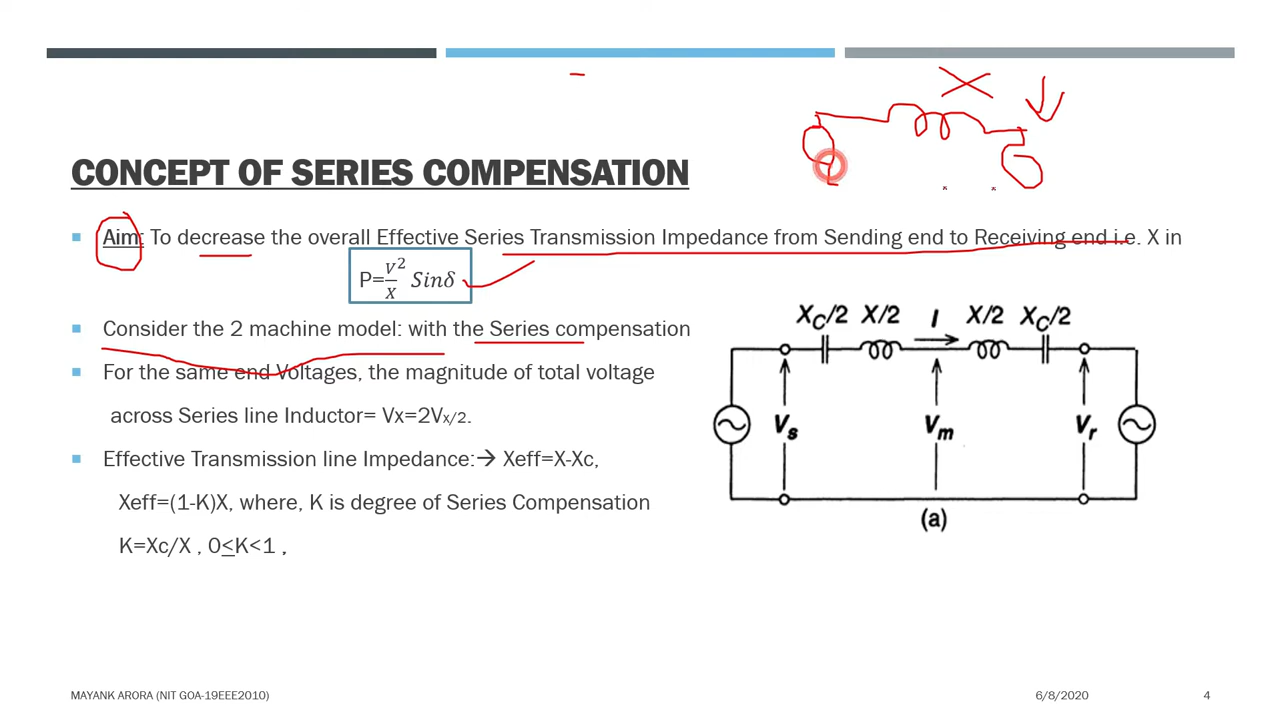 X
CONCEPT OF SERIES COMPENSATION
Aim: To decrease the overall Effective Series Transmission Impedance from Sending end to Receiving end i.e. X in
P=V²/X Sinδ
Consider the 2 machine model: with the Series compensation
For the same end Voltages, the magnitude of total voltage
across Series line Inductor= Vx=2Vx/2.
Effective Transmission line Impedance:→ Xeff=X-Xc,
Xeff=(1-K)X, where, K is degree of Series Compensation
K=Xc/X , 0≤K<1 ,
XC/2 X/2 I X/2 XC/2
Vs Vm Vr
(a)
MAYANK ARORA (NIT GOA-19EEE2010) 6/8/2020 4